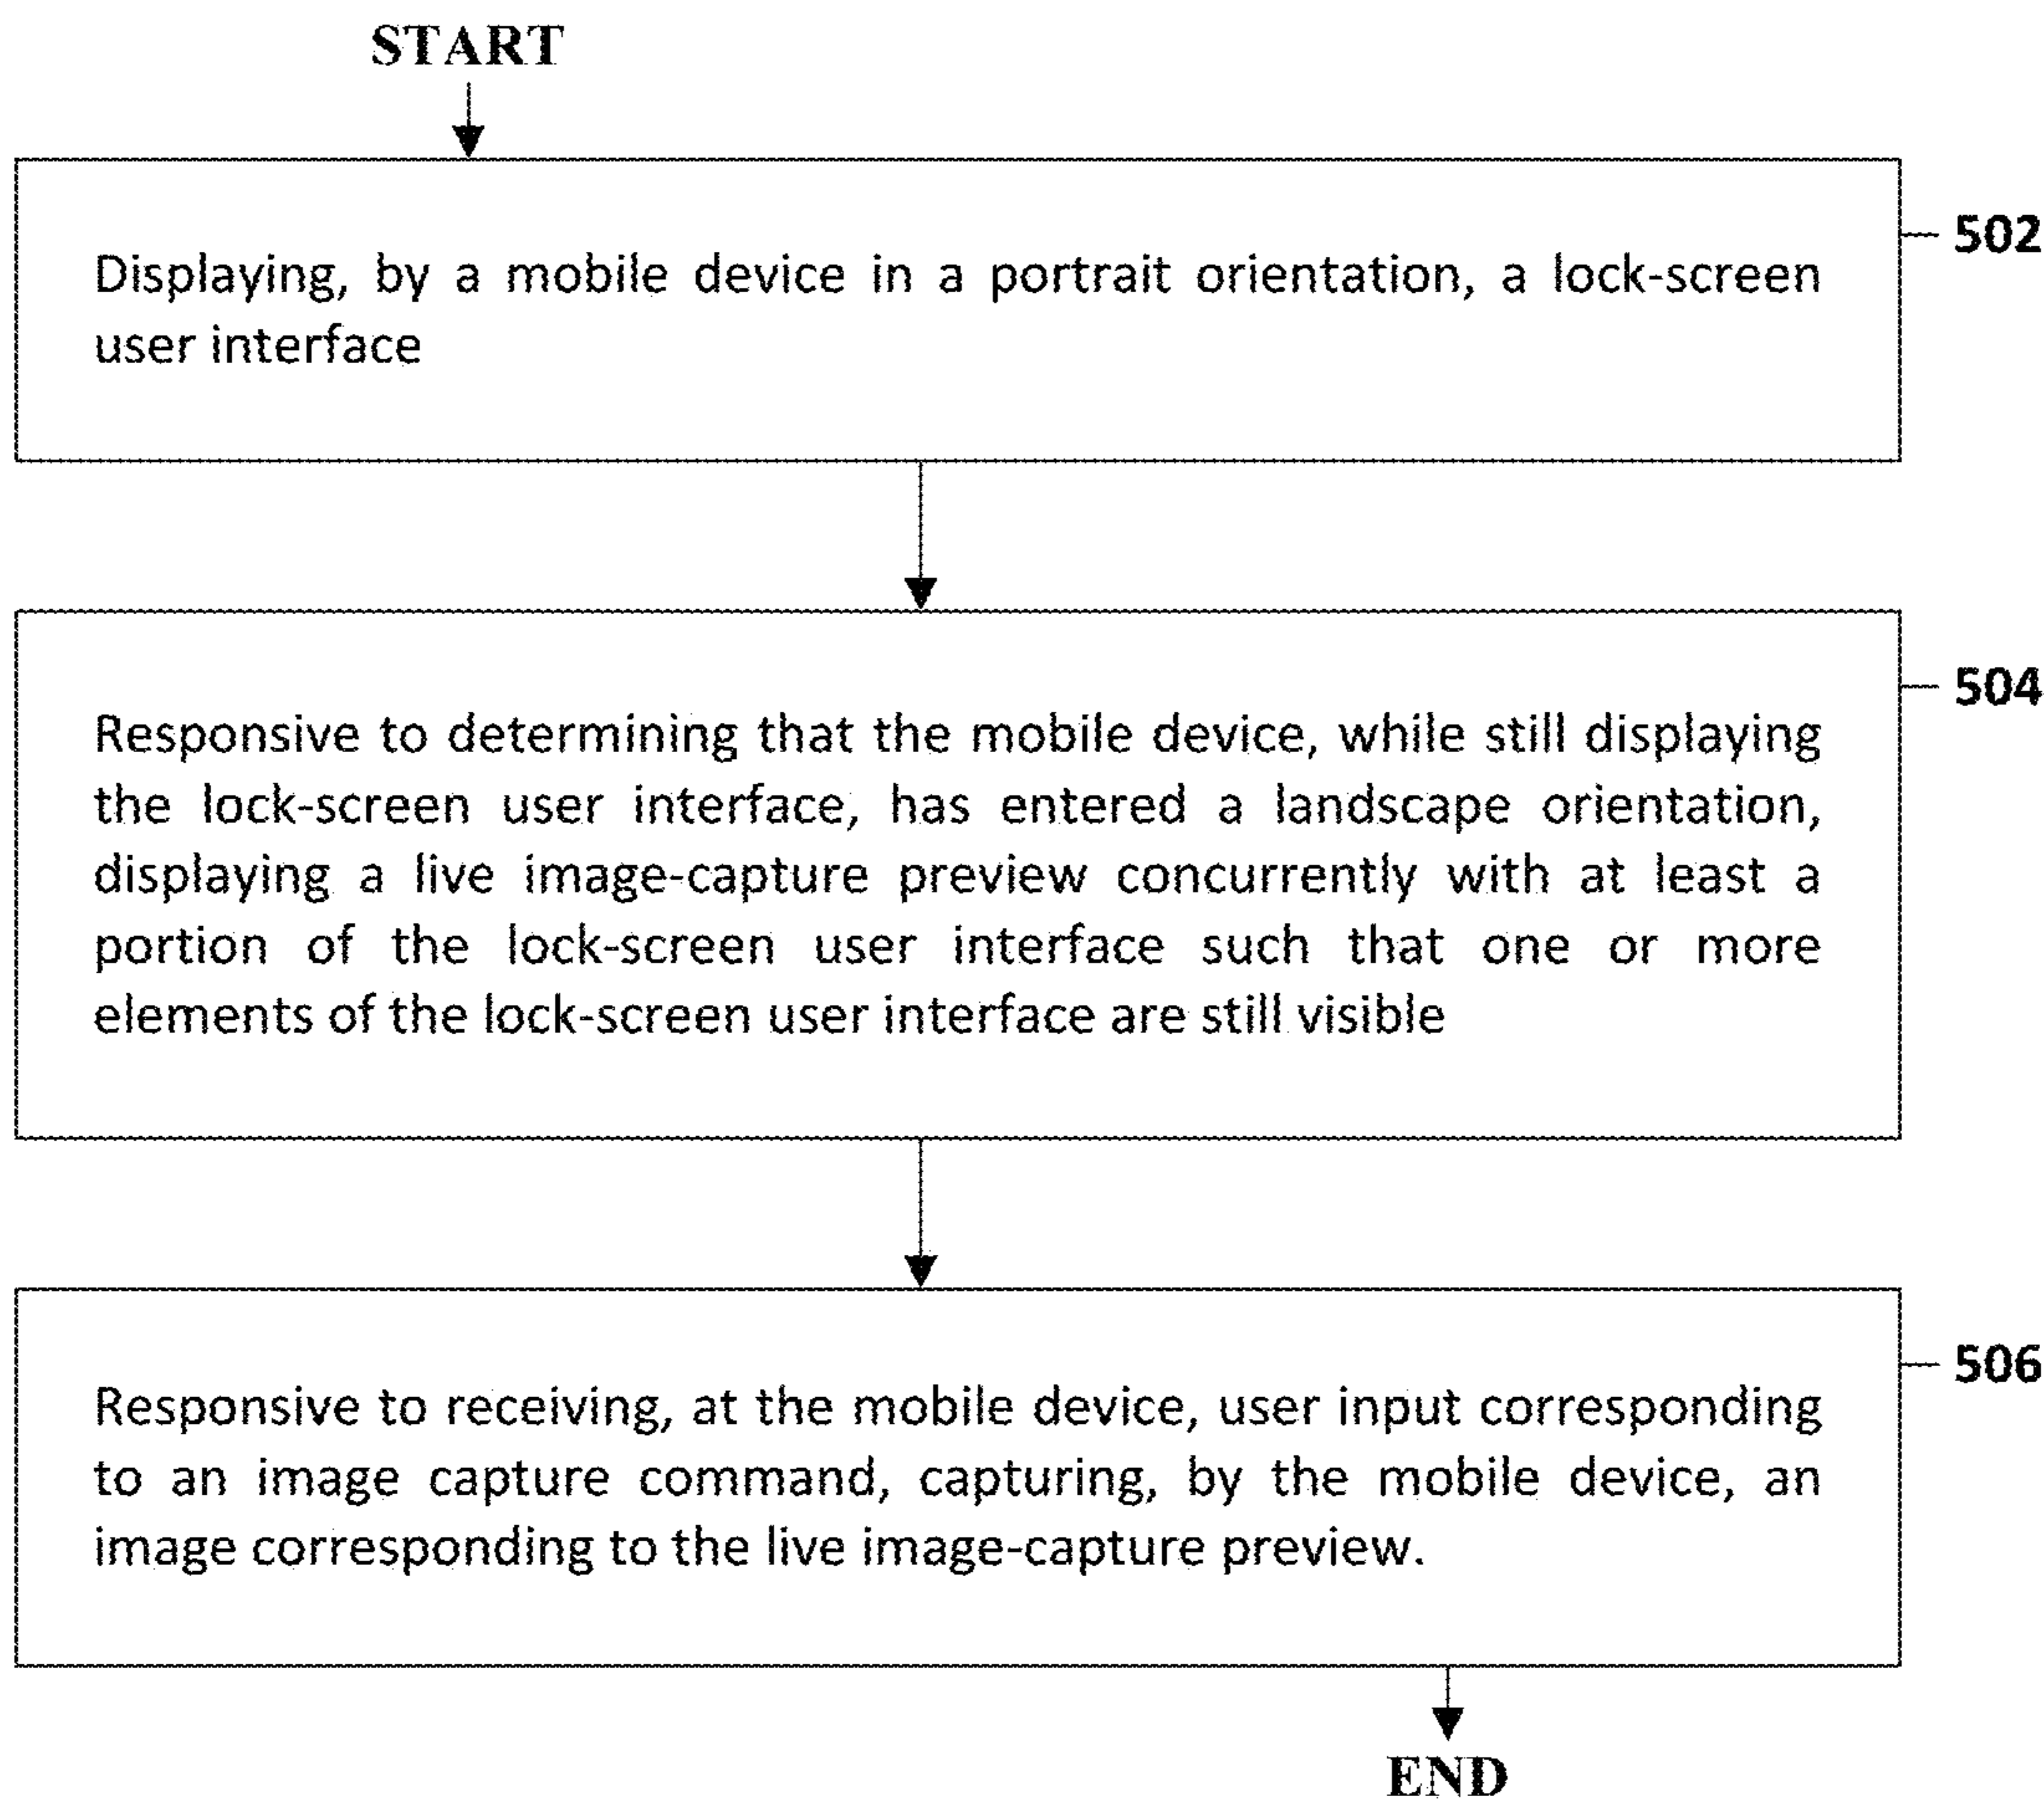 START
502
Displaying, by a mobile device in a portrait orientation, a lock-screen
user interface
504
Responsive to determining that the mobile device, while still displaying
the lock-screen user interface, has entered a landscape orientation,
displaying a live image-capture preview concurrently with at least a
portion of the lock-screen user interface such that one or more
elements of the lock-screen user interface are still visible
506
Responsive to receiving, at the mobile device, user input corresponding
to an image capture command, capturing, by the mobile device, an
image corresponding to the live image-capture preview.
END